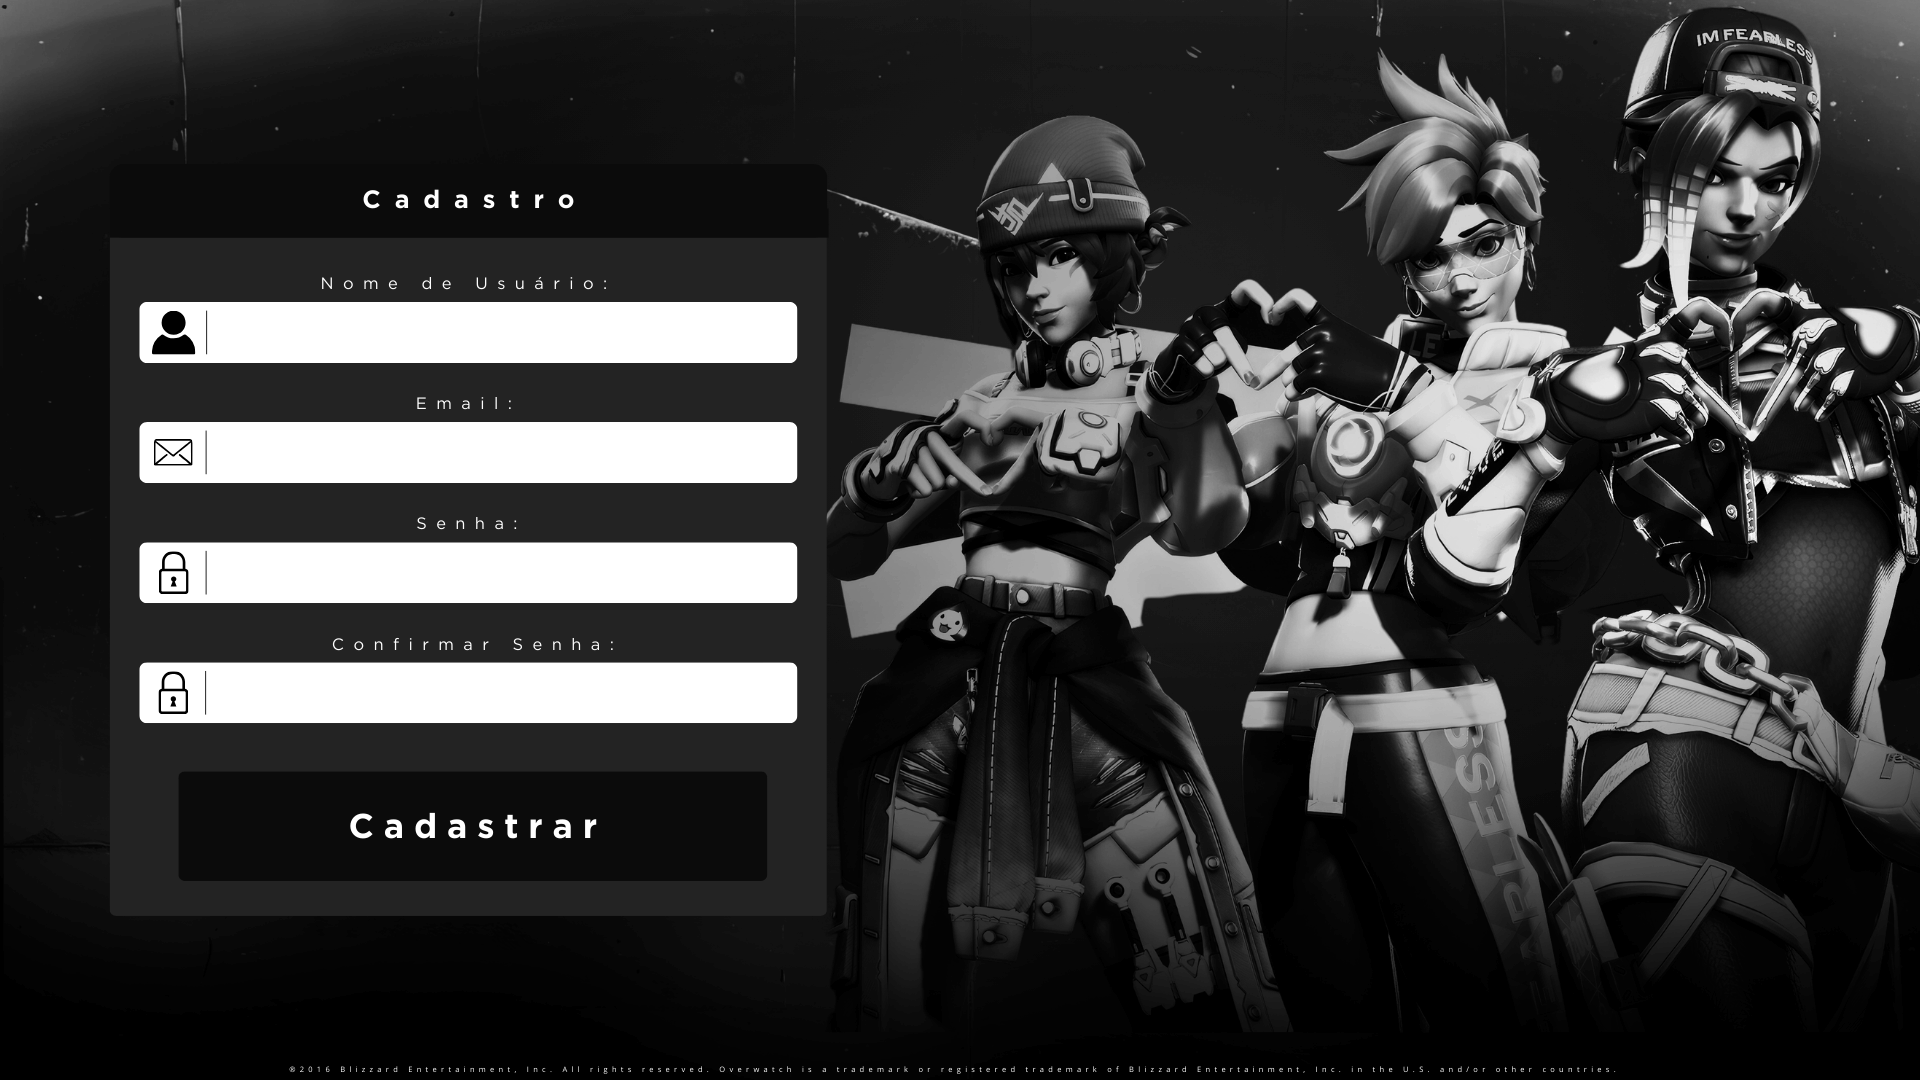 IM FEARLESS
Cadastro
Nome de Usuário:
Email:
Senha:
Confirmar Senha:
Cadastrar
©2016 Blizzard Entertainment, Inc. All rights reserved. Overwatch is a trademark or registered trademark of Blizzard Entertainment, Inc. in the U.S. and/or other countries.